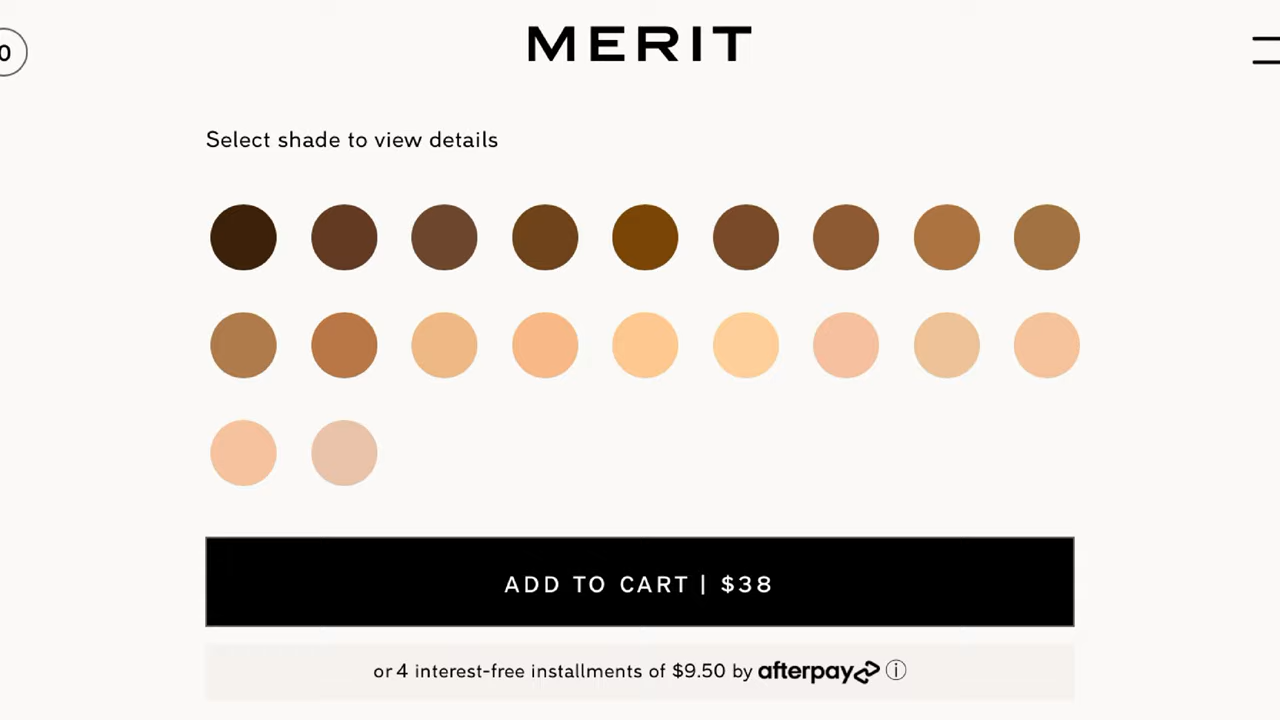 0
MERIT
Select shade to view details
ADD TO CART | $38
or 4 interest-free installments of $9.50 by afterpay ⓘ